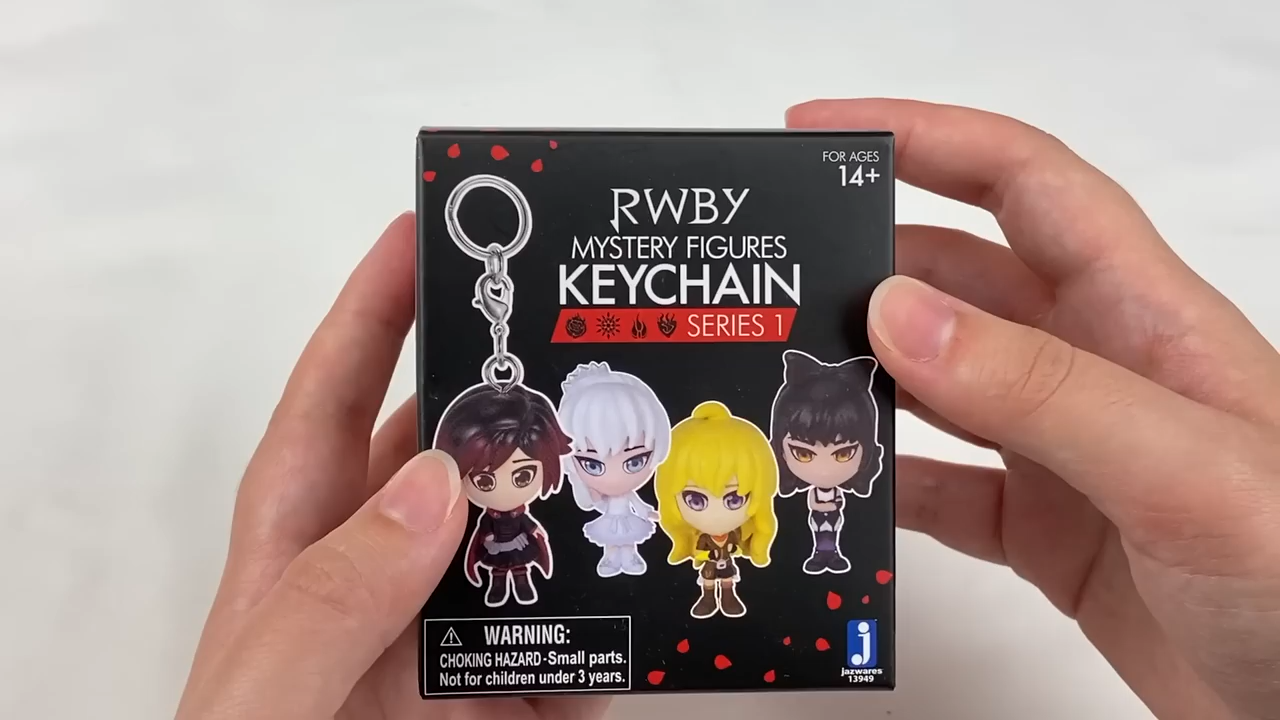 FOR AGES
14+
RWBY
MYSTERY FIGURES
KEYCHAIN
SERIES 1
WARNING:
CHOKING HAZARD-Small parts.
Not for children under 3 years.
j
jazwares
13949